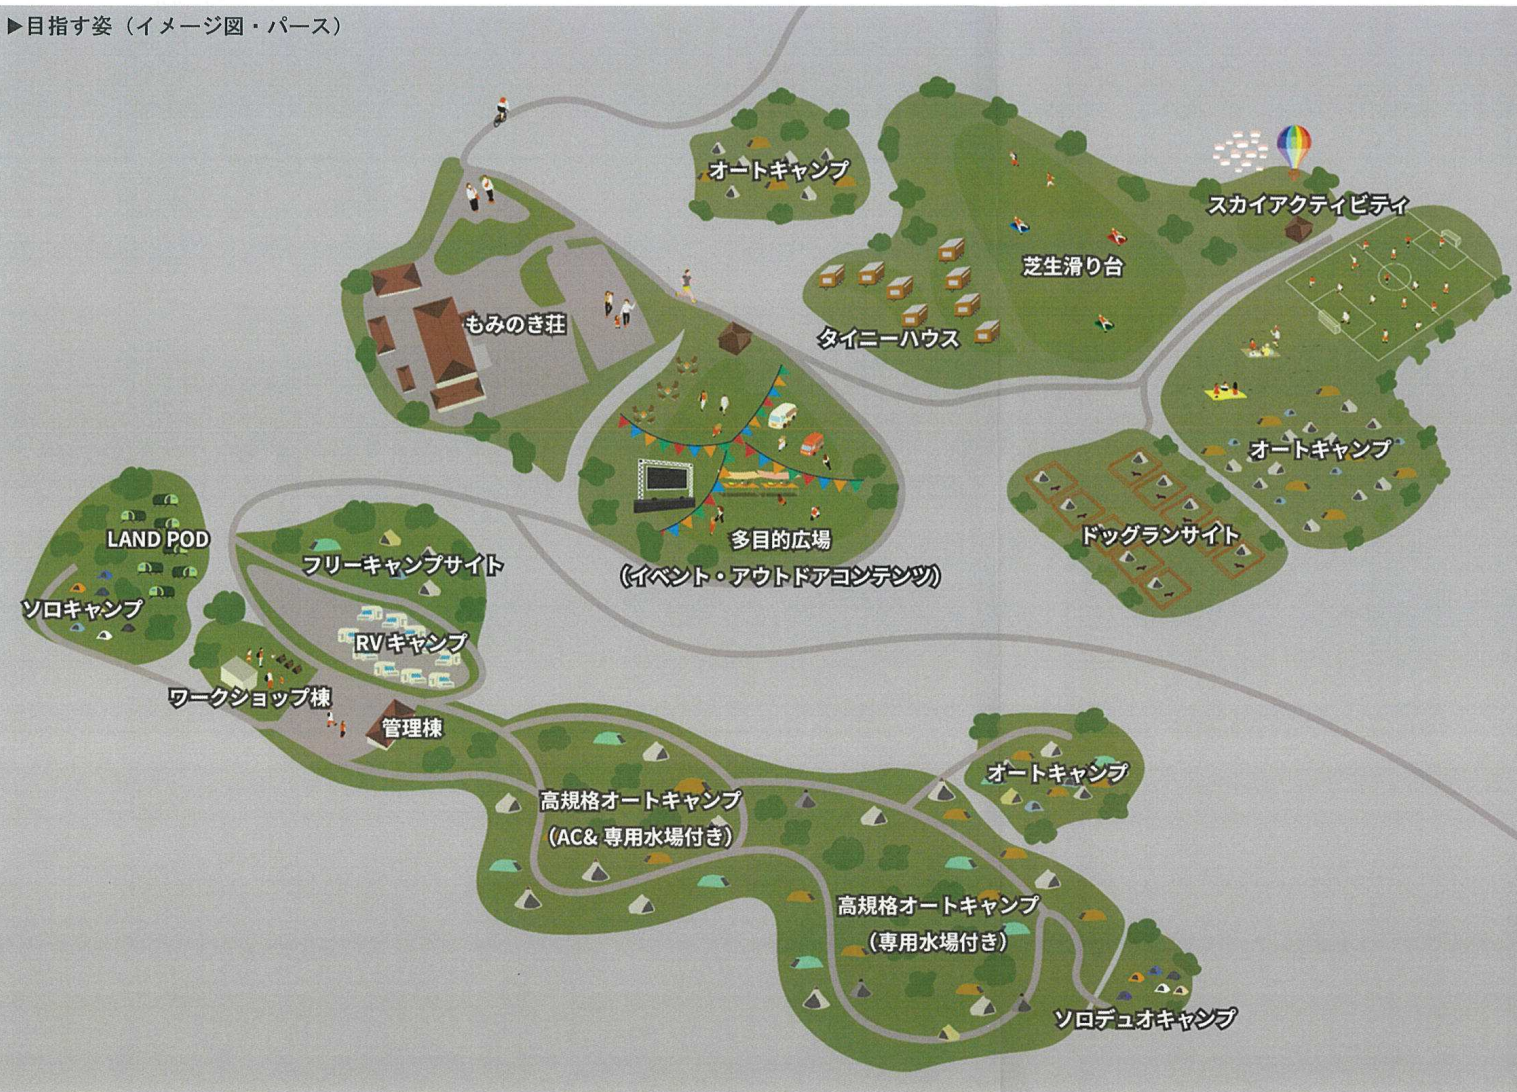 ▶目指す姿（イメージ図・パース）
オートキャンプ
スカイアクティビティ
芝生滑り台
もみのき荘
タイニーハウス
オートキャンプ
ドッグランサイト
多目的広場
（イベント・アウトドアコンテンツ）
LAND POD
フリーキャンプサイト
ソロキャンプ
RVキャンプ
ワークショップ棟
管理棟
オートキャンプ
高規格オートキャンプ
（AC& 専用水場付き）
高規格オートキャンプ
（専用水場付き）
ソロデュオキャンプ